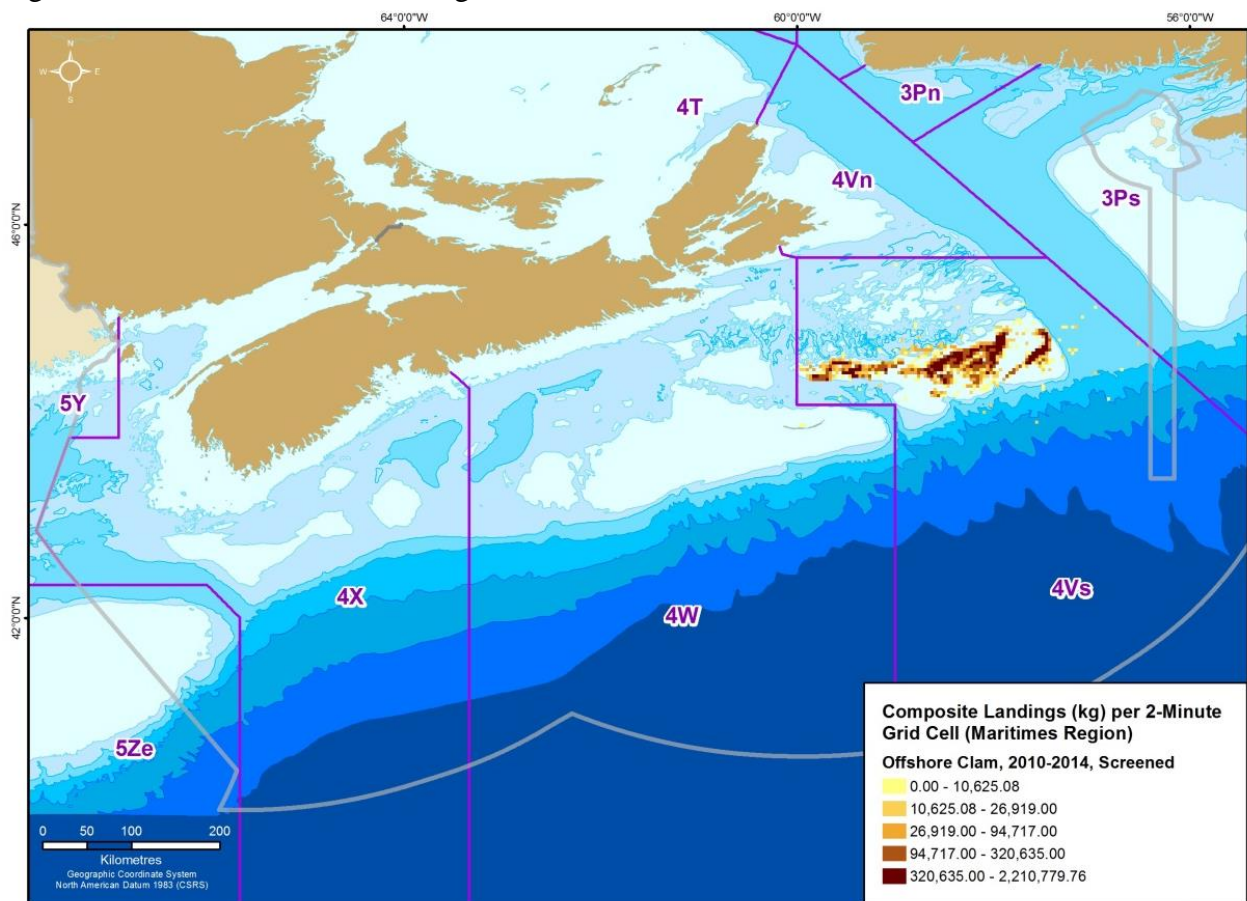 64°0'0"W
60°0'0"W
56°0'0"W
N
W
E
S
46°0'0"N
42°0'0"N
4T
3Pn
4Vn
3Ps
5Y
4X
4W
4Vs
5Ze
0 50 100 200
Kilometres
Geographic Coordinate System
North American Datum 1983 (CSRS)
Composite Landings (kg) per 2-Minute
Grid Cell (Maritimes Region)
Offshore Clam, 2010-2014, Screened
0.00 - 10,625.08
10,625.08 - 26,919.00
26,919.00 - 94,717.00
94,717.00 - 320,635.00
320,635.00 - 2,210,779.76